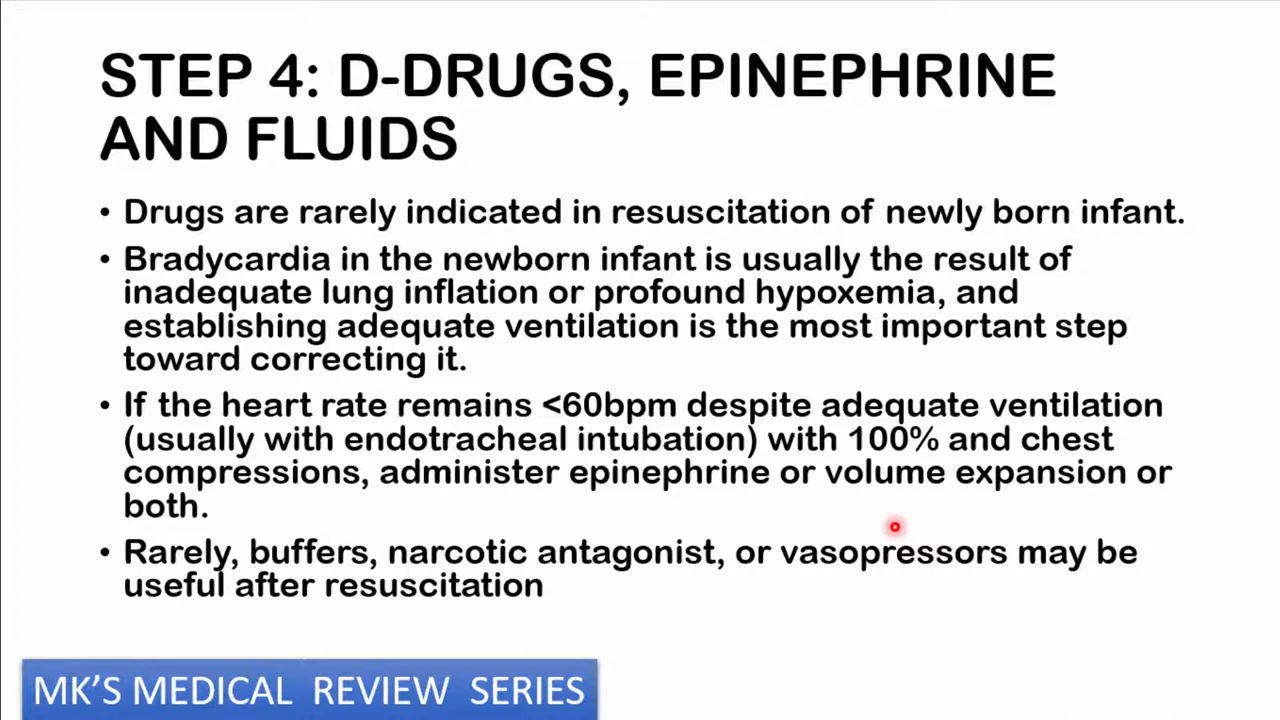 STEP 4: D-DRUGS, EPINEPHRINE
AND FLUIDS
• Drugs are rarely indicated in resuscitation of newly born infant.
• Bradycardia in the newborn infant is usually the result of
inadequate lung inflation or profound hypoxemia, and
establishing adequate ventilation is the most important step
toward correcting it.
• If the heart rate remains <60bpm despite adequate ventilation
(usually with endotracheal intubation) with 100% and chest
compressions, administer epinephrine or volume expansion or
both.
• Rarely, buffers, narcotic antagonist, or vasopressors may be
useful after resuscitation
MK'S MEDICAL REVIEW SERIES